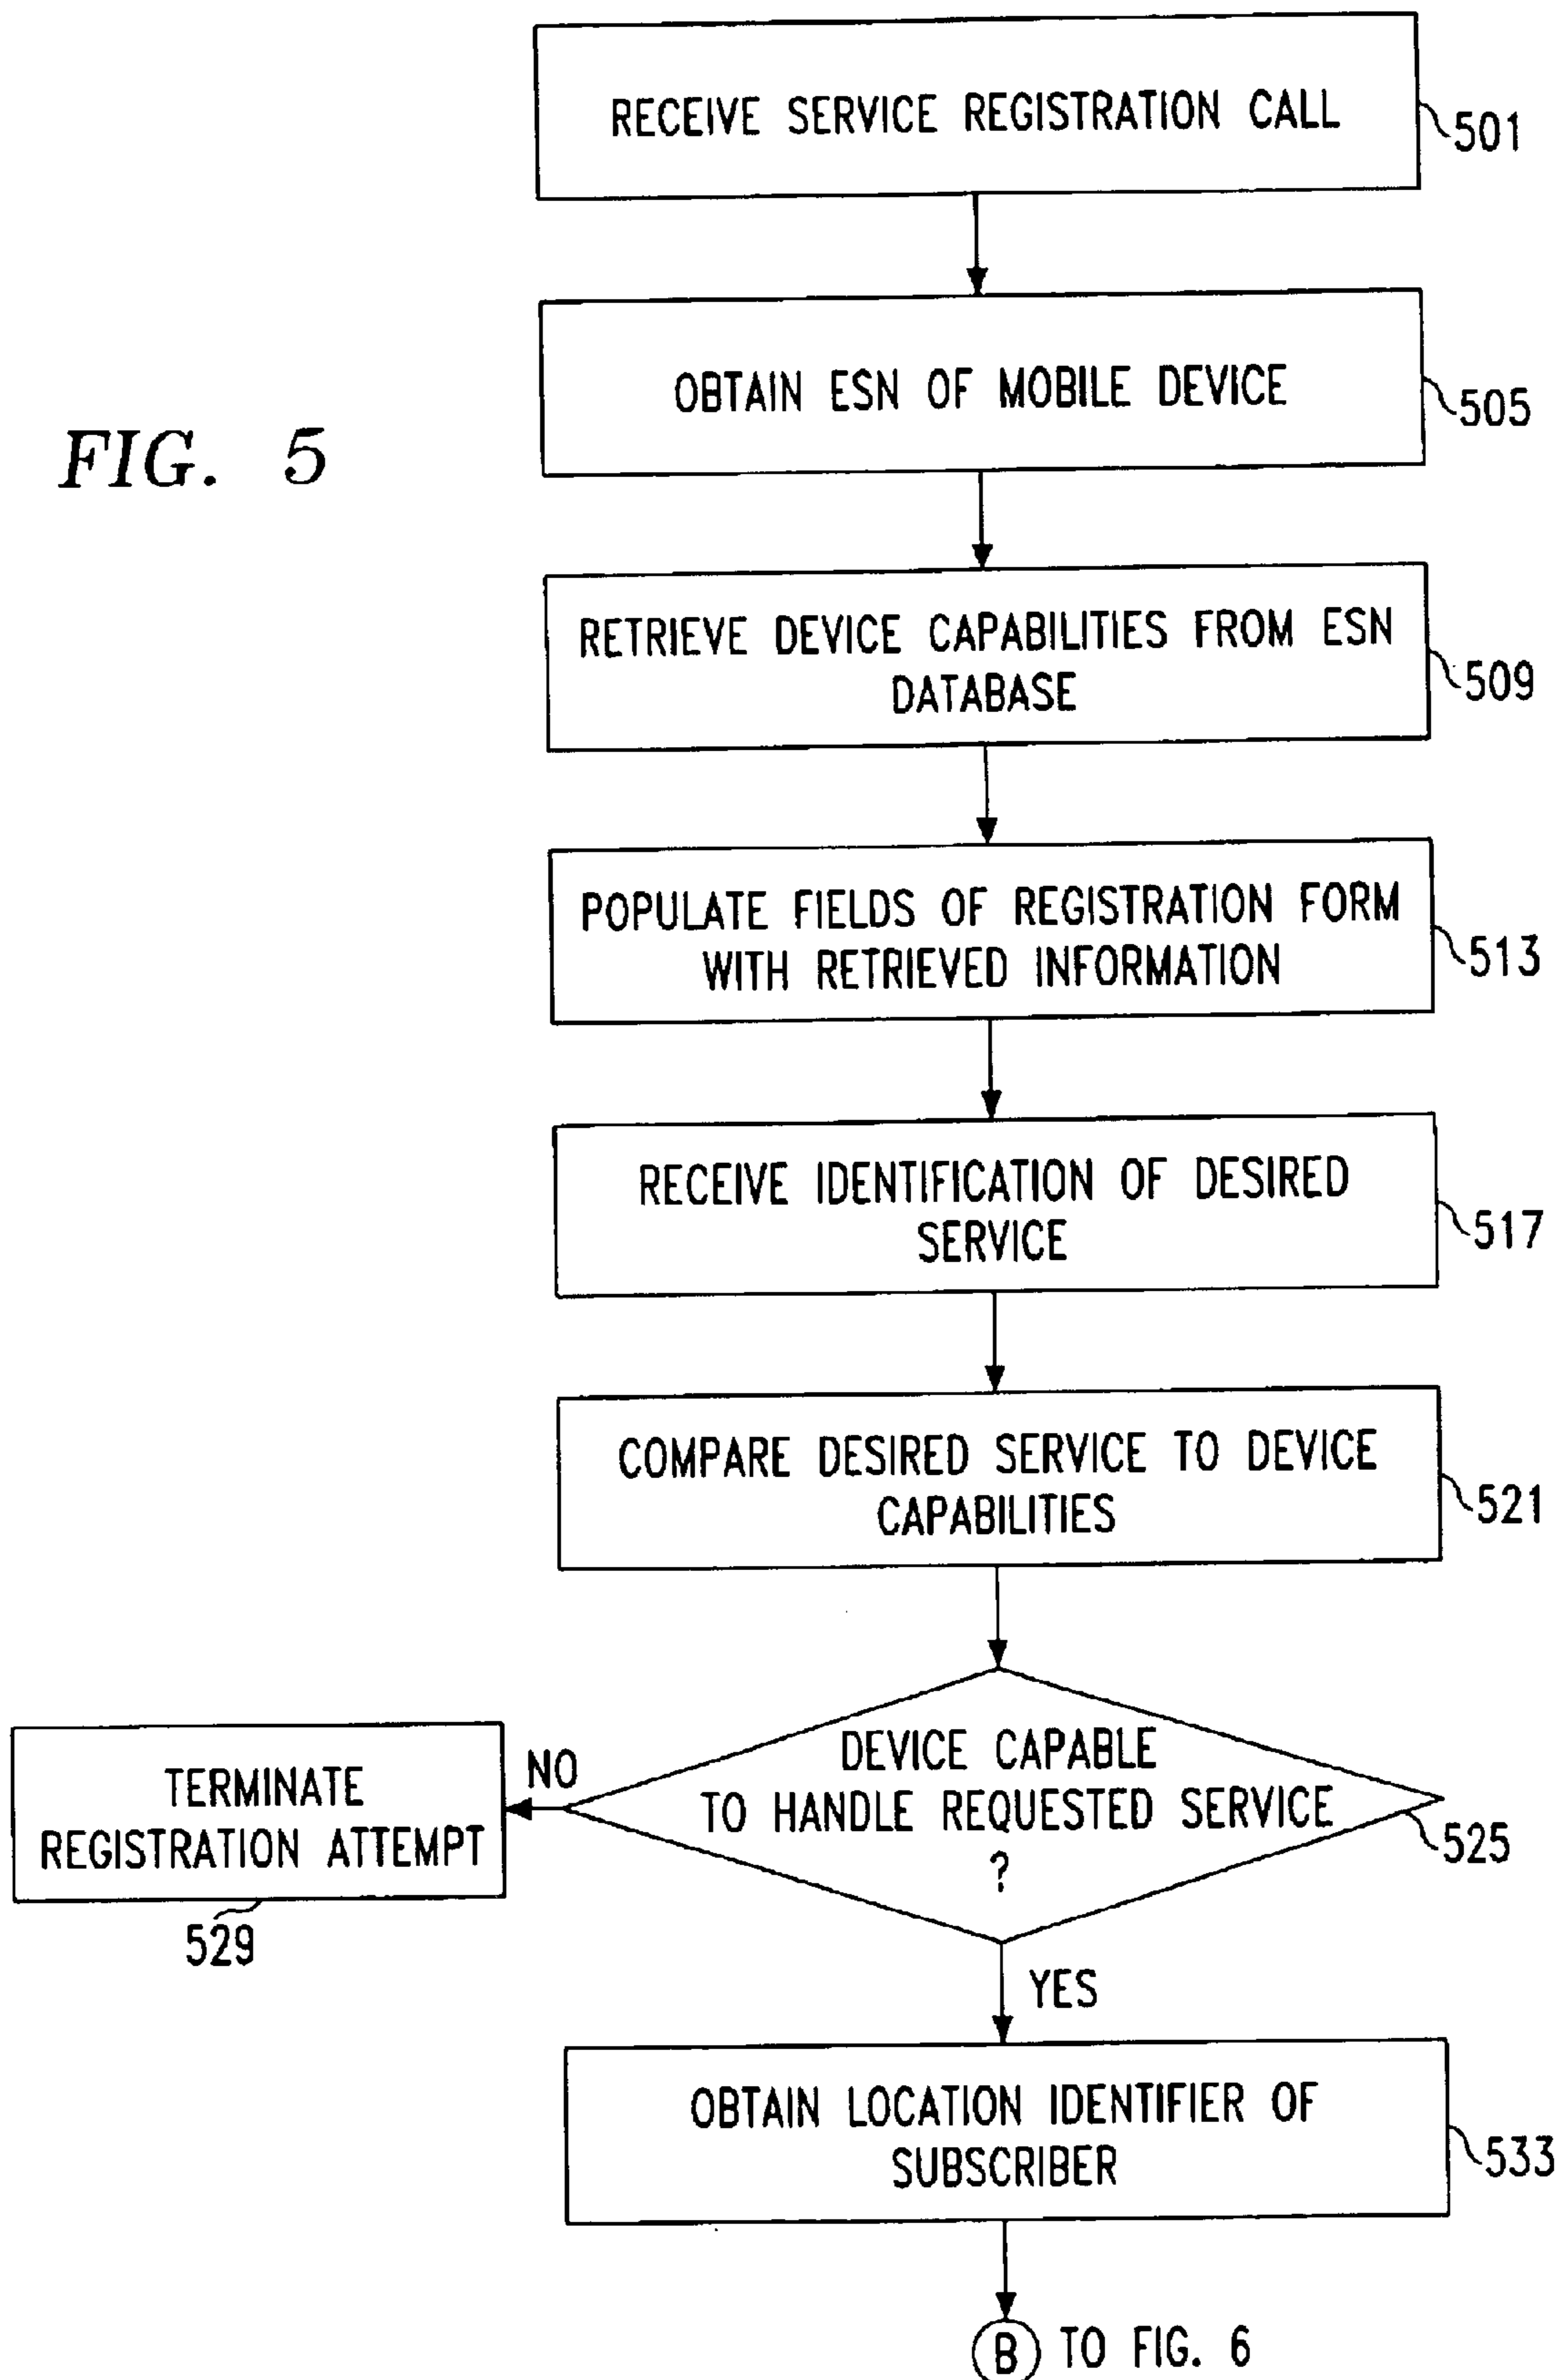 RECEIVE SERVICE REGISTRATION CALL
501
OBTAIN ESN OF MOBILE DEVICE
505
FIG. 5
RETRIEVE DEVICE CAPABILITIES FROM ESN
DATABASE
509
POPULATE FIELDS OF REGISTRATION FORM
WITH RETRIEVED INFORMATION
513
RECEIVE IDENTIFICATION OF DESIRED
SERVICE
517
COMPARE DESIRED SERVICE TO DEVICE
CAPABILITIES
521
DEVICE CAPABLE
TO HANDLE REQUESTED SERVICE
?
525
NO
TERMINATE
REGISTRATION ATTEMPT
529
YES
OBTAIN LOCATION IDENTIFIER OF
SUBSCRIBER
533
B TO FIG. 6